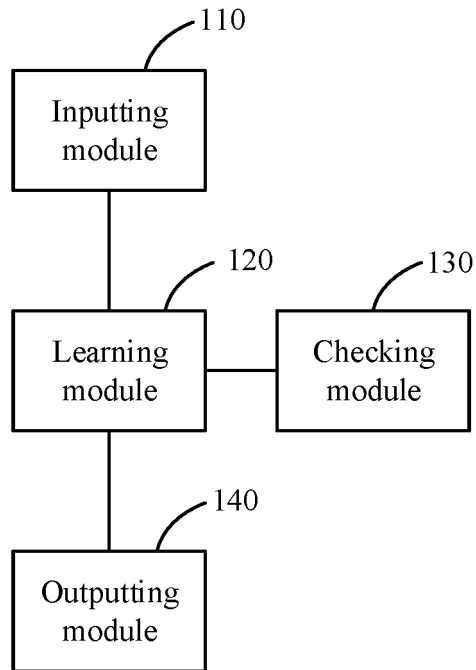 110
Inputting
module
120
130
Learning
module
Checking
module
140
Outputting
module